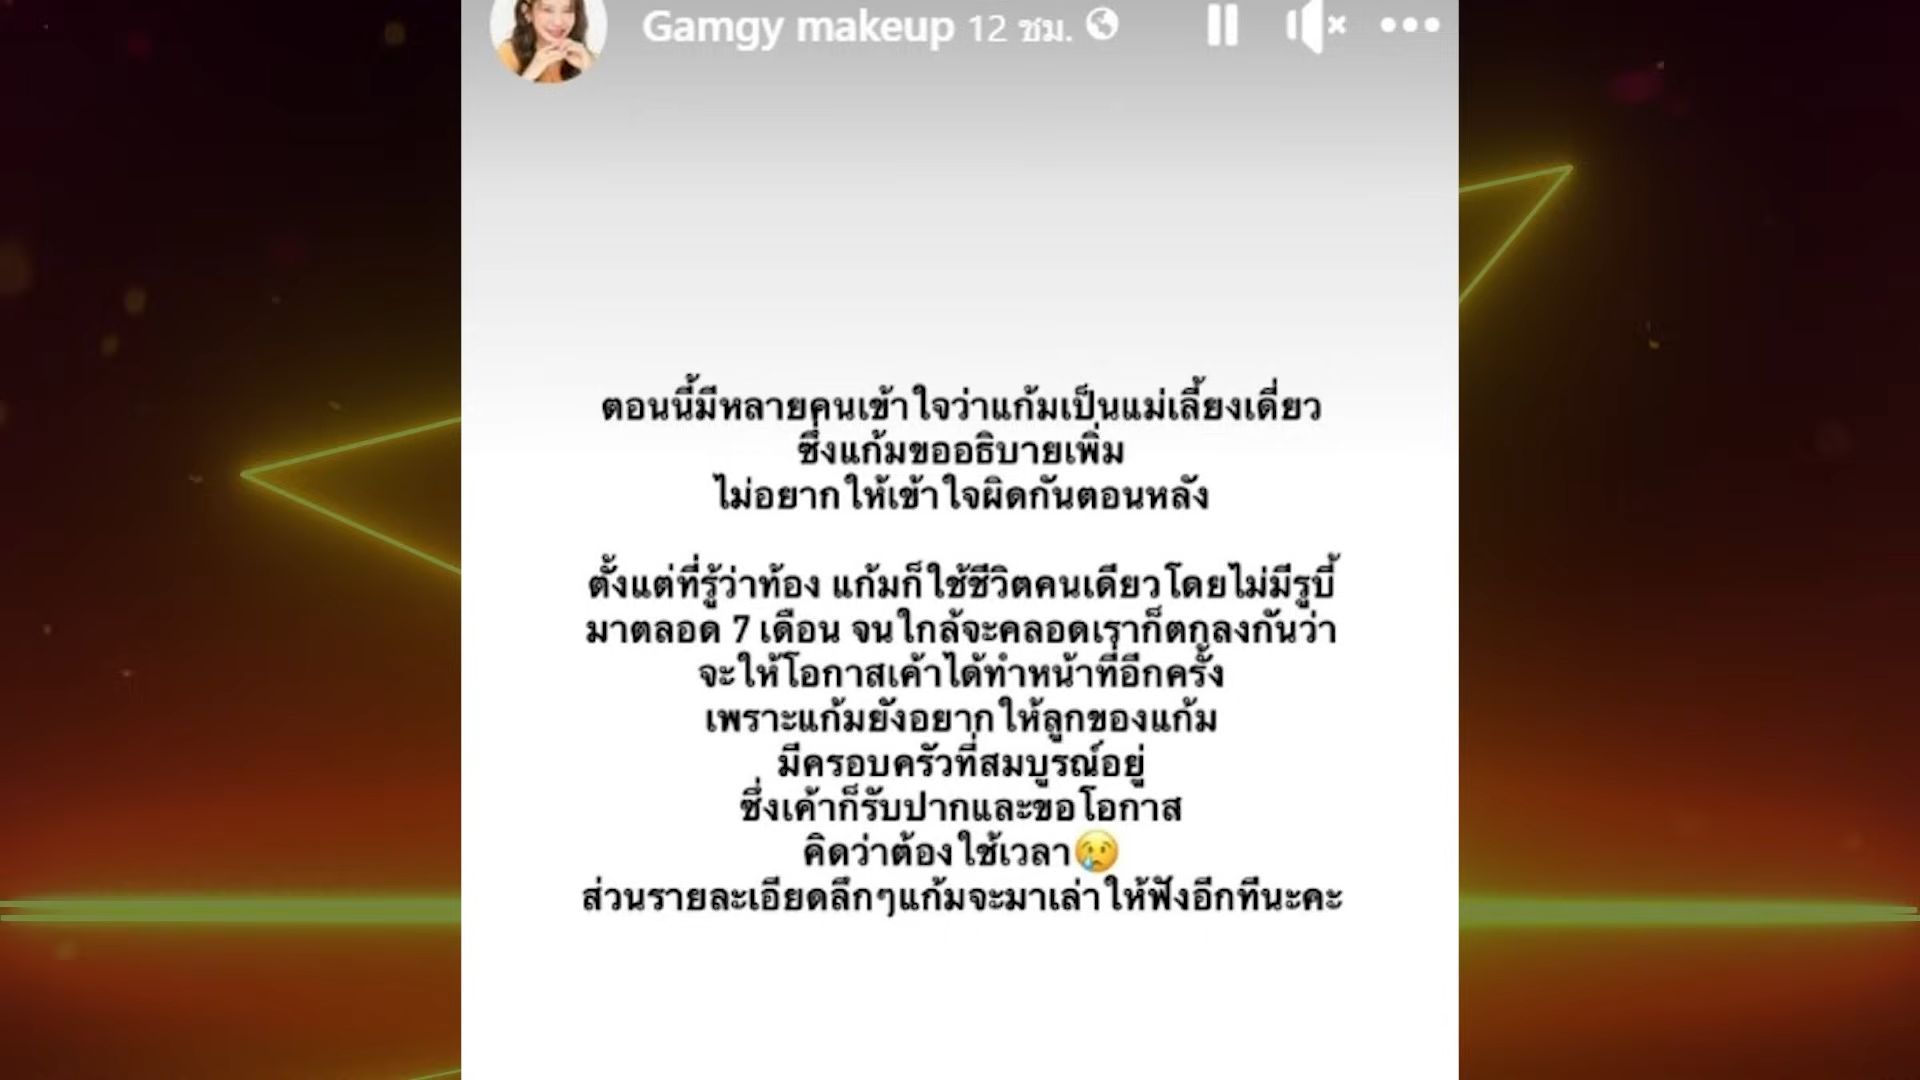 Gamgy makeup 12 ชม.
ตอนนี้มีหลายคนเข้าใจว่าแก้มเป็นแม่เลี้ยงเดี่ยว
ซึ่งแก้มขออธิบายเพิ่ม
ไม่อยากให้เข้าใจผิดกันตอนหลัง
ตั้งแต่ที่รู้ว่าท้อง แก้มก็ใช้ชีวิตคนเดียวโดยไม่มีรูบี้
มาตลอด 7 เดือน จนใกล้จะคลอดเราก็ตกลงกันว่า
จะให้โอกาสเค้าได้ทำหน้าที่อีกครั้ง
เพราะแก้มยังอยากให้ลูกของแก้ม
มีครอบครัวที่สมบูรณ์อยู่
ซึ่งเค้าก็รับปากและขอโอกาส
คิดว่าต้องใช้เวลา😢
ส่วนรายละเอียดลึกๆแก้มจะมาเล่าให้ฟังอีกทีนะคะ